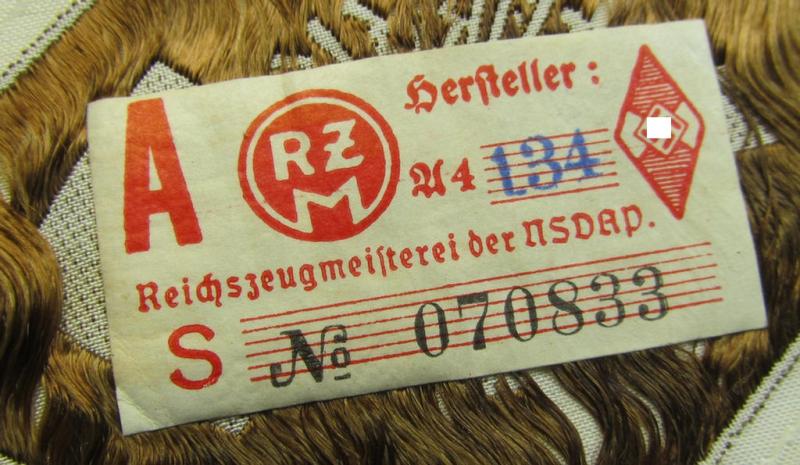 A
RZM
Hersteller:
A4 134
Reichszeugmeisterei der NSDAP.
S
No 070833